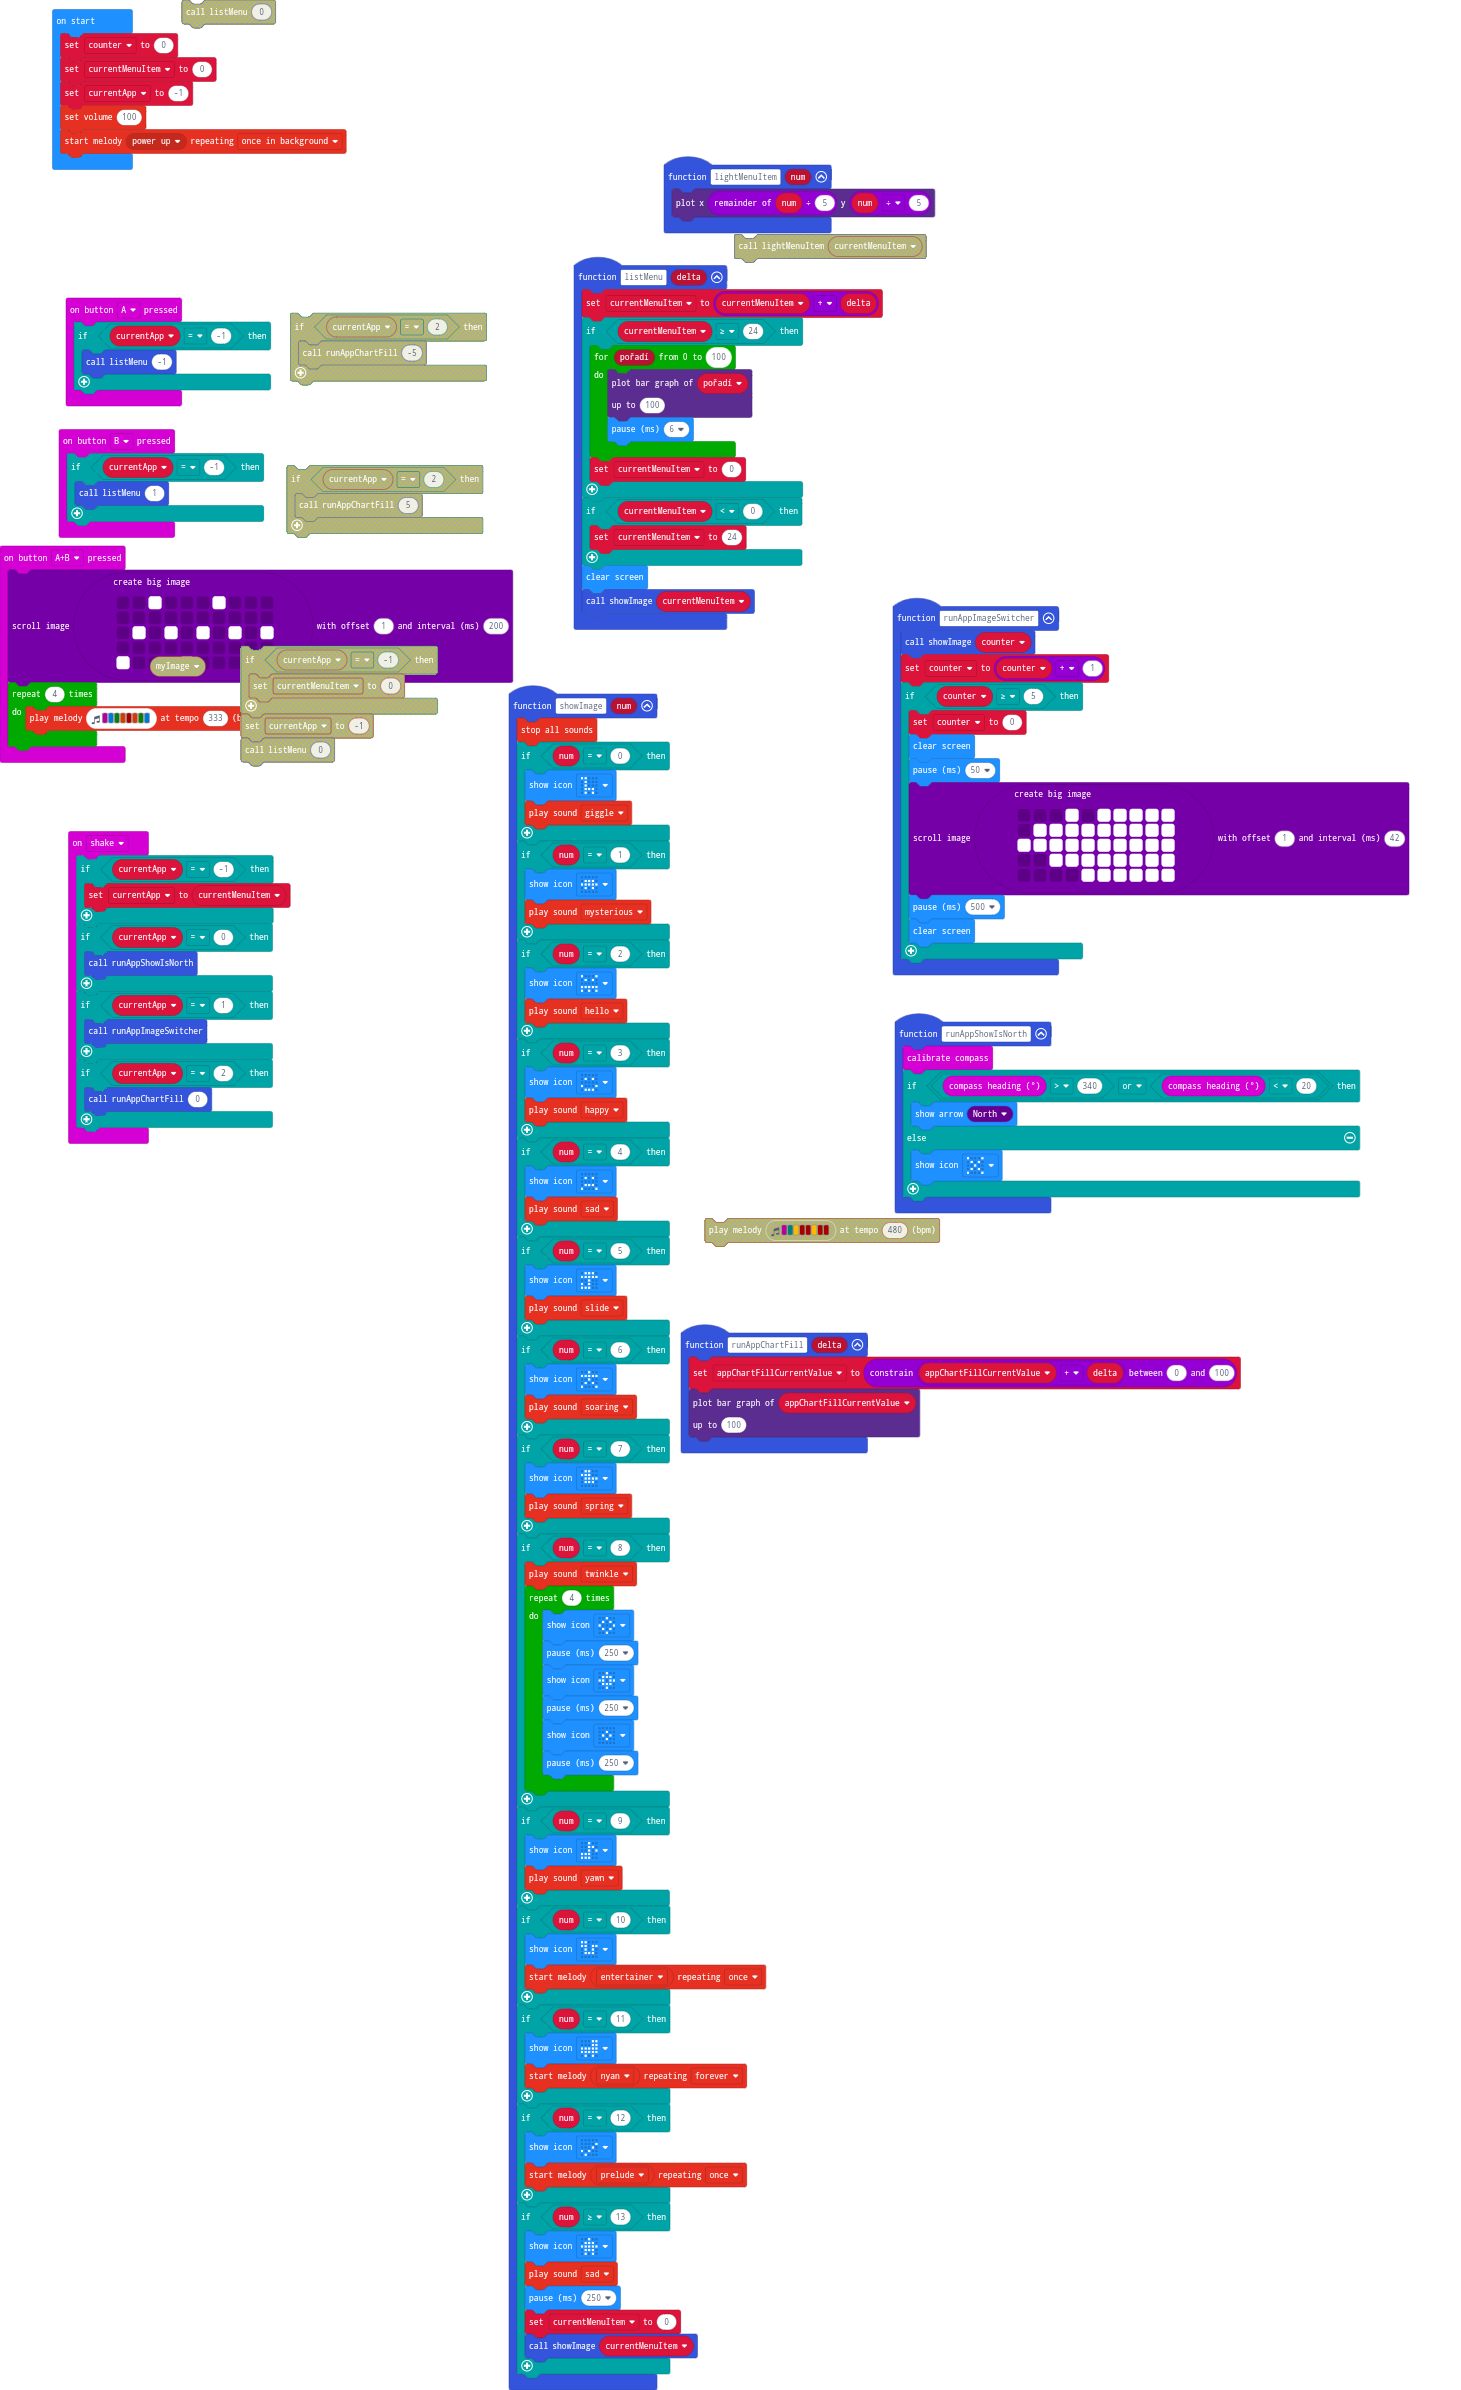 call listMenu 0
on start
set counter to 0
set currentMenuItem to 0
set currentApp to -1
set volume 100
start melody power up repeating once in background
function lightMenuItem num
plot x remainder of num ÷ 5 y num ÷ 5
call lightMenuItem currentMenuItem
function listMenu delta
set currentMenuItem to currentMenuItem + delta
if currentMenuItem ≥ 24 then
for pořadí from 0 to 100
do
plot bar graph of pořadí
up to 100
pause (ms) 6
set currentMenuItem to 0
if currentMenuItem < 0 then
set currentMenuItem to 24
clear screen
call showImage currentMenuItem
on button A pressed
if currentApp = -1 then
call listMenu -1
if currentApp = 2 then
call runAppChartFill -5
on button B pressed
if currentApp = -1 then
call listMenu 1
if currentApp = 2 then
call runAppChartFill 5
on button A+B pressed
create big image
scroll image with offset 1 and interval (ms) 200
myImage
repeat 4 times
do
play melody at tempo 333 (b
if currentApp = -1 then
set currentMenuItem to 0
set currentApp to -1
call listMenu 0
on shake
if currentApp = -1 then
set currentApp to currentMenuItem
if currentApp = 0 then
call runAppShowIsNorth
if currentApp = 1 then
call runAppImageSwitcher
if currentApp = 2 then
call runAppChartFill 0
function showImage num
stop all sounds
if num = 0 then
show icon
play sound giggle
if num = 1 then
show icon
play sound mysterious
if num = 2 then
show icon
play sound hello
if num = 3 then
show icon
play sound happy
if num = 4 then
show icon
play sound sad
if num = 5 then
show icon
play sound slide
if num = 6 then
show icon
play sound soaring
if num = 7 then
show icon
play sound spring
if num = 8 then
play sound twinkle
repeat 4 times
do
show icon
pause (ms) 250
show icon
pause (ms) 250
show icon
pause (ms) 250
if num = 9 then
show icon
play sound yawn
if num = 10 then
show icon
start melody entertainer repeating once
if num = 11 then
show icon
start melody nyan repeating forever
if num = 12 then
show icon
start melody prelude repeating once
if num ≥ 13 then
show icon
play sound sad
pause (ms) 250
set currentMenuItem to 0
call showImage currentMenuItem
function runAppImageSwitcher
call showImage counter
set counter to counter + 1
if counter ≥ 5 then
set counter to 0
clear screen
pause (ms) 50
create big image
scroll image with offset 1 and interval (ms) 42
pause (ms) 500
clear screen
function runAppShowIsNorth
calibrate compass
if compass heading (°) > 340 or compass heading (°) < 20 then
show arrow North
else
show icon
play melody at tempo 480 (bpm)
function runAppChartFill delta
set appChartFillCurrentValue to constrain appChartFillCurrentValue + delta between 0 and 100
plot bar graph of appChartFillCurrentValue
up to 100